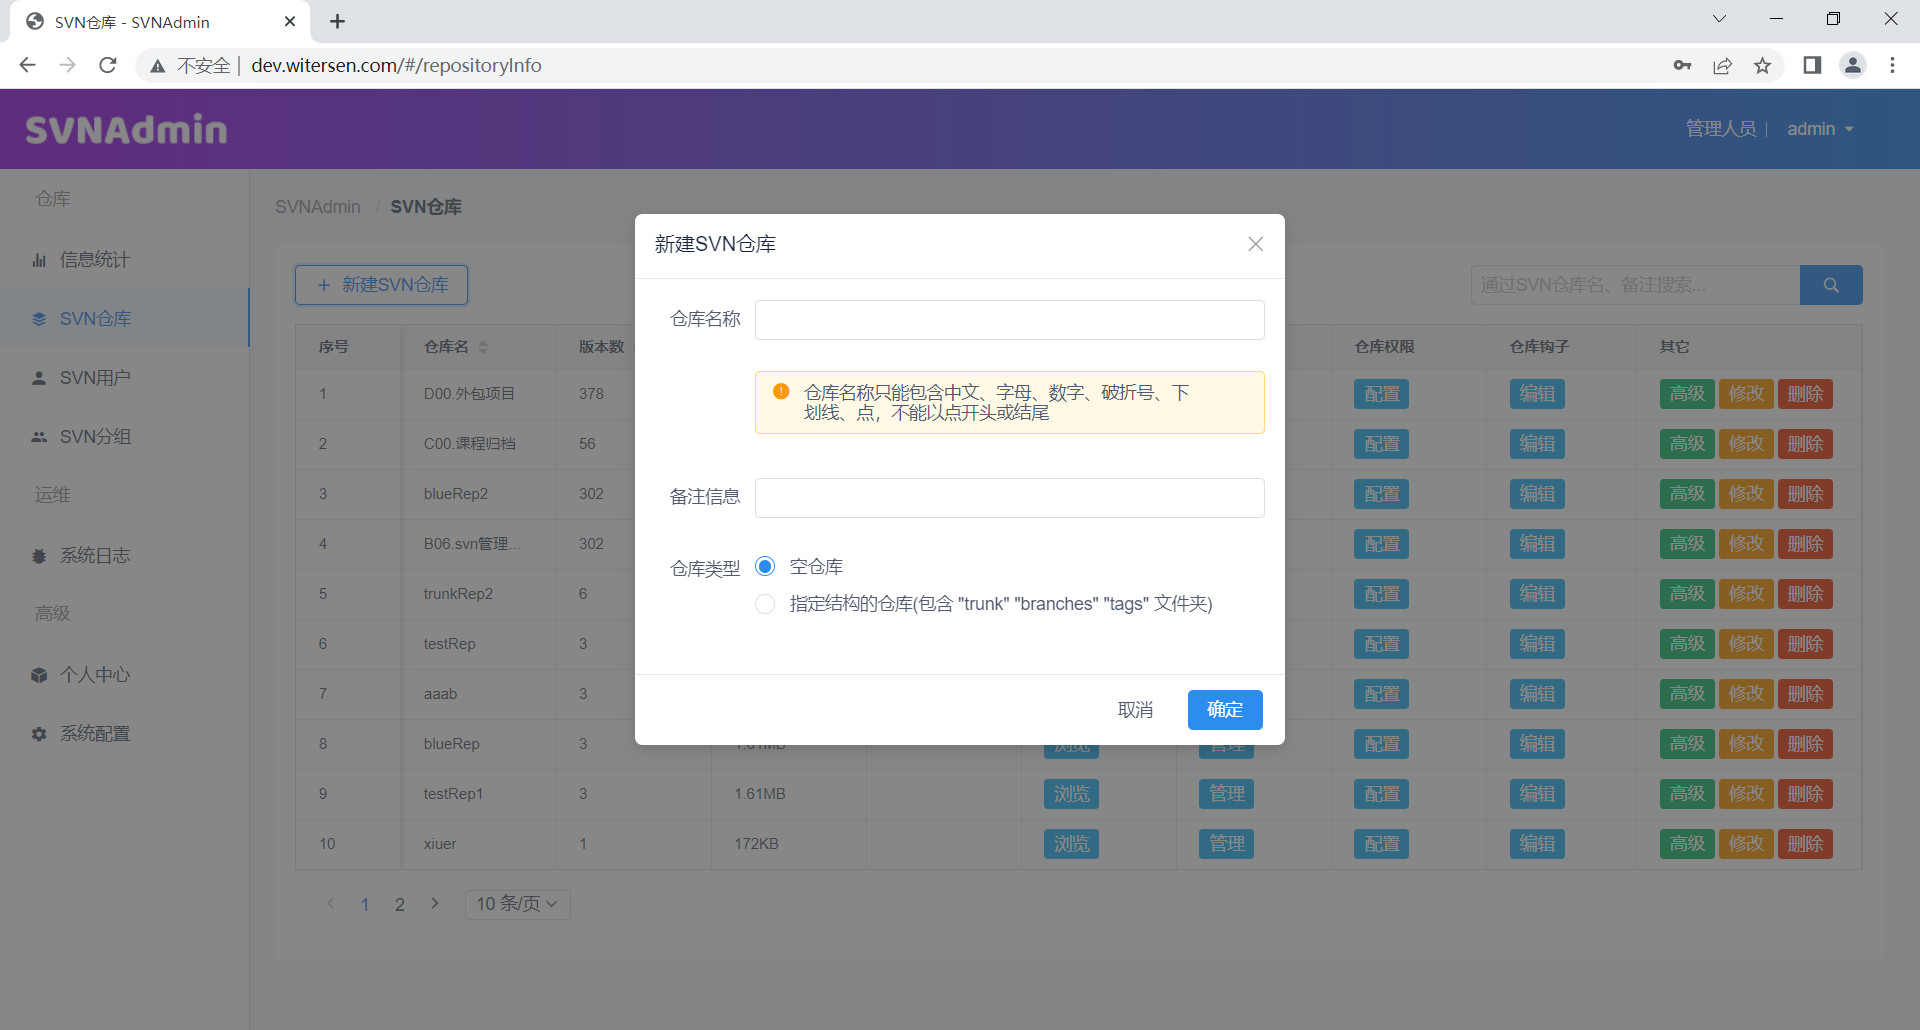 SVN仓库 - SVNAdmin
不安全 | dev.witersen.com/#/repositoryInfo
SVNAdmin
管理人员 | admin
仓库
信息统计
SVN仓库
SVN用户
SVN分组
运维
系统日志
高级
个人中心
系统配置
SVNAdmin / SVN仓库
+ 新建SVN仓库
通过SVN仓库名、备注搜索...
序号 仓库名 版本数 仓库权限 仓库钩子 其它
1 D00.外包项目 378 配置 编辑 高级 修改 删除
2 C00.课程归档 56 配置 编辑 高级 修改 删除
3 blueRep2 302 配置 编辑 高级 修改 删除
4 B06.svn管理... 302 配置 编辑 高级 修改 删除
5 trunkRep2 6 配置 编辑 高级 修改 删除
6 testRep 3 配置 编辑 高级 修改 删除
7 aaab 3 配置 编辑 高级 修改 删除
8 blueRep 3 1.61MB 浏览 管理 配置 编辑 高级 修改 删除
9 testRep1 3 1.61MB 浏览 管理 配置 编辑 高级 修改 删除
10 xiuer 1 172KB 浏览 管理 配置 编辑 高级 修改 删除
1 2 10 条/页
新建SVN仓库
仓库名称
仓库名称只能包含中文、字母、数字、破折号、下
划线、点，不能以点开头或结尾
备注信息
仓库类型 空仓库
指定结构的仓库(包含 "trunk" "branches" "tags" 文件夹)
取消 确定